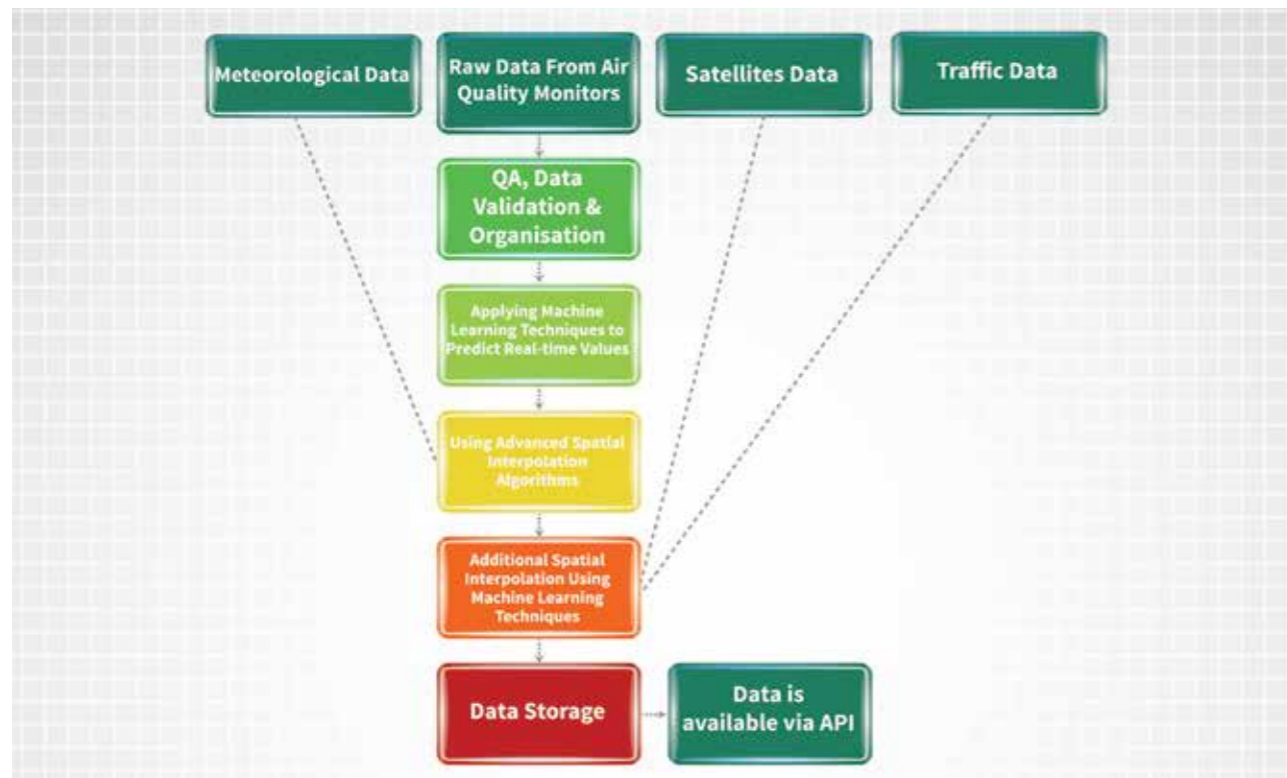 Meteorological Data
Raw Data From Air
Quality Monitors
Satellites Data
Traffic Data
QA, Data
Validation &
Organisation
Applying Machine
Learning Techniques to
Predict Real-time Values
Using Advanced Spatial
Interpolation
Algorithms
Additional Spatial
Interpolation Using
Machine Learning
Techniques
Data Storage
Data is
available via API